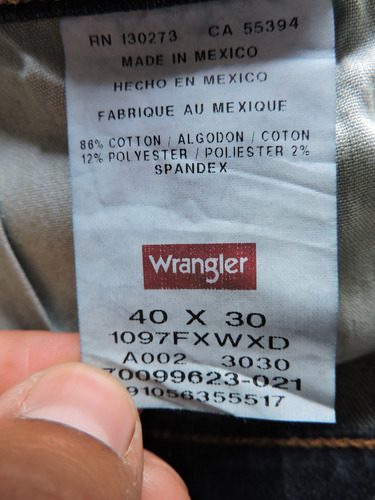 RN 130273 CA 55394
MADE IN MEXICO
HECHO EN MEXICO
FABRIQUE AU MEXIQUE
86% COTTON / ALGODON / COTON
12% POLYESTER / POLIESTER 2%
SPANDEX
Wrangler
40 X 30
1097FXWXD
A002 3030
70099623-021
91056355517